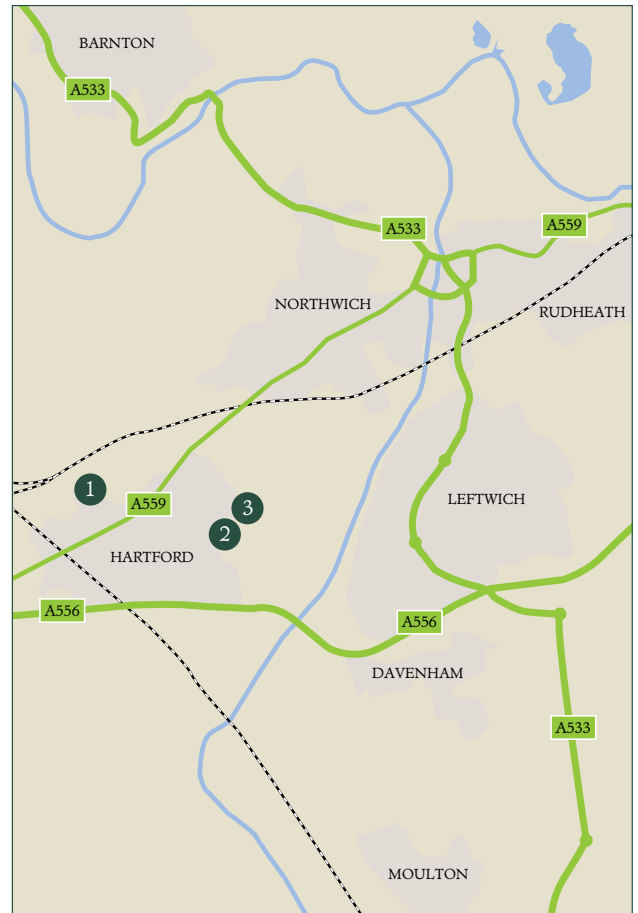 BARNTON
A533
A533
A559
NORTHWICH
RUDHEATH
1
A559
3
LEFTWICH
2
HARTFORD
A556
A556
DAVENHAM
A533
MOULTON